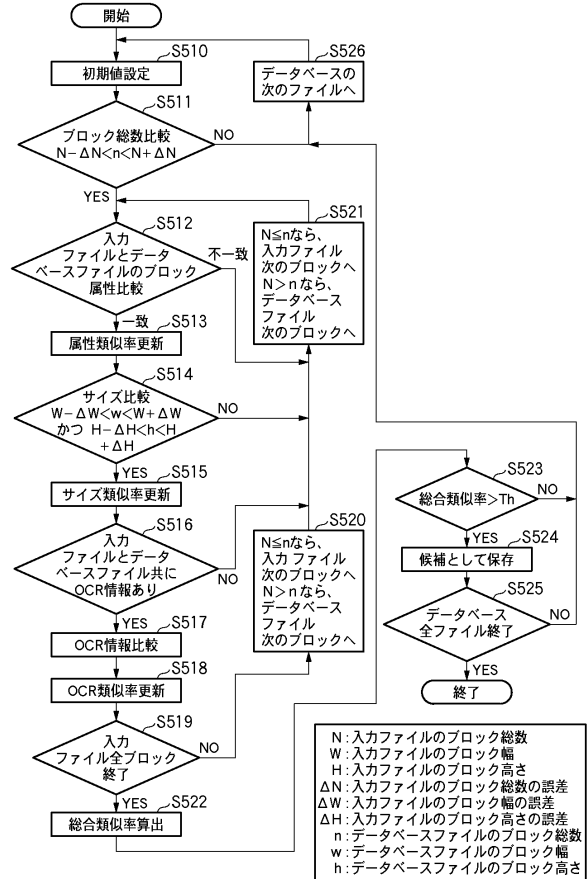 開始
S510
初期値設定
S526
データベースの
次のファイルへ
S511
ブロック総数比較
N-ΔN<n<N+ΔN
NO
YES
S512
入力
ファイルとデータ
ベースファイルのブロック
属性比較
不一致
一致
S521
N≦nなら、
入力ファイル
次のブロックへ
N>nなら、
データベース
ファイル
次のブロックへ
S513
属性類似率更新
S514
サイズ比較
W-ΔW<w<W+ΔW
かつ H-ΔH<h<H
+ΔH
NO
YES
S515
サイズ類似率更新
S516
入力
ファイルとデータ
ベースファイル共に
OCR情報あり
NO
YES
S520
N≦nなら、
入力 ファイル
次のブロックへ
N>nなら、
データベース
ファイル
次のブロックへ
S517
OCR情報比較
S518
OCR類似率更新
S519
入力
ファイル全ブロック
終了
NO
YES
S522
総合類似率算出
S523
総合類似率>Th
NO
YES
S524
候補として保存
S525
データベース
全ファイル終了
NO
YES
終了
N:入力ファイルのブロック総数
W:入力ファイルのブロック幅
H:入力ファイルのブロック高さ
ΔN:入力ファイルのブロック総数の誤差
ΔW:入力ファイルのブロック幅の誤差
ΔH:入力ファイルのブロック高さの誤差
n:データベースファイルのブロック総数
w:データベースファイルのブロック幅
h:データベースファイルのブロック高さ